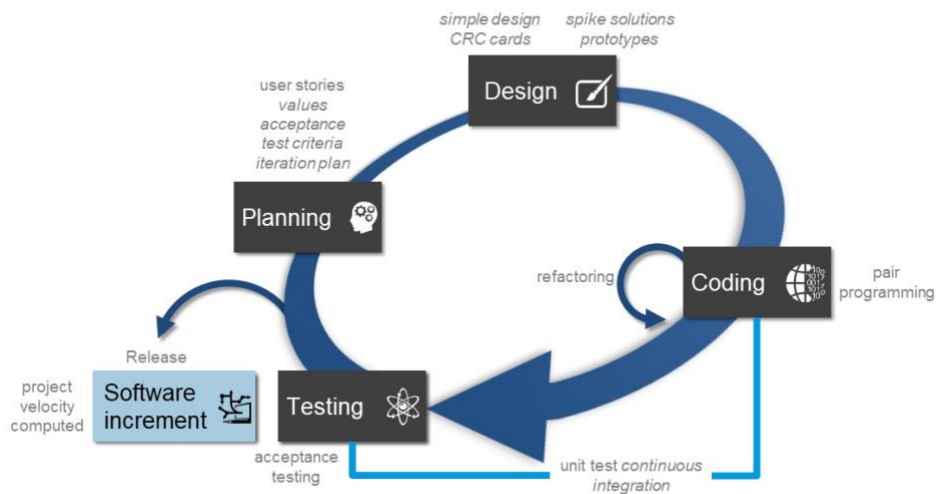 simple design
CRC cards
spike solutions
prototypes
Design
user stories
values
acceptance
test criteria
iteration plan
Planning
refactoring
Coding
pair
programming
Release
project
velocity
computed
Software
increment
Testing
acceptance
testing
unit test continuous
integration